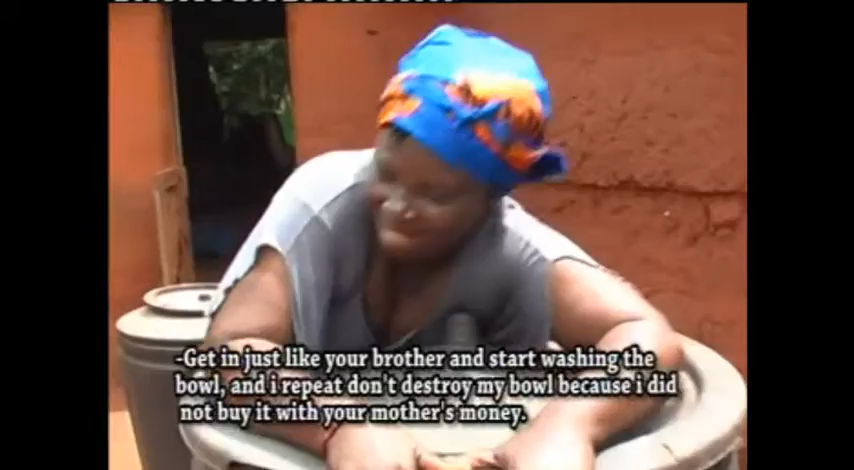 -Get in just like your brother and start washing the
bowl, and i repeat don't destroy my bowl because i did
not buy it with your mother's money.